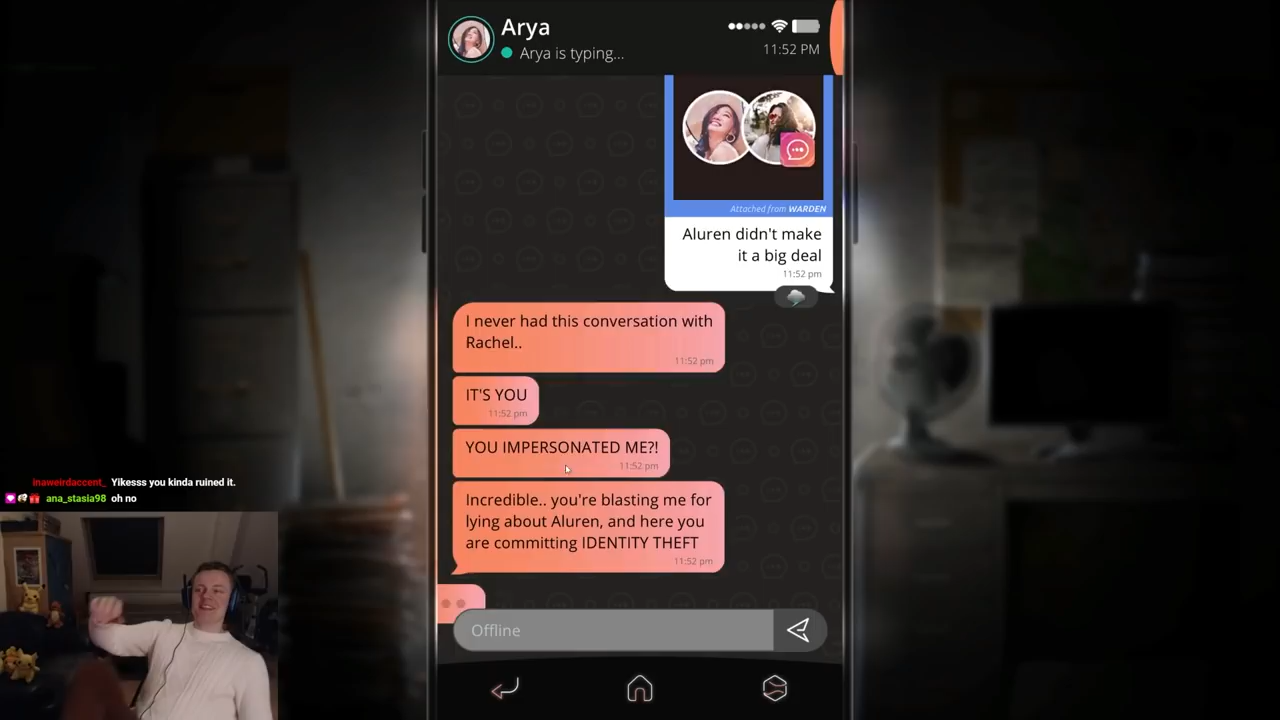 Arya
Arya is typing...
11:52 PM
Attached from WARDEN
Aluren didn't make
it a big deal
11:52 pm
I never had this conversation with
Rachel..
11:52 pm
IT'S YOU
11:52 pm
YOU IMPERSONATED ME?!
11:52 pm
Incredible.. you're blasting me for
lying about Aluren, and here you
are committing IDENTITY THEFT
11:52 pm
Offline
inaweirdaccent_ Yikesss you kinda ruined it.
ana_stasia98 oh no